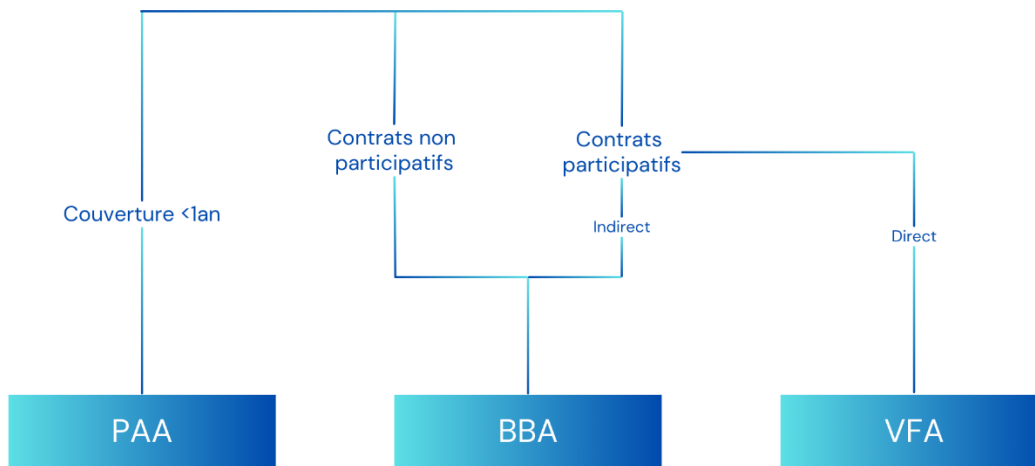 Contrats non
participatifs
Contrats
participatifs
Couverture <1an
Indirect
Direct
PAA
BBA
VFA